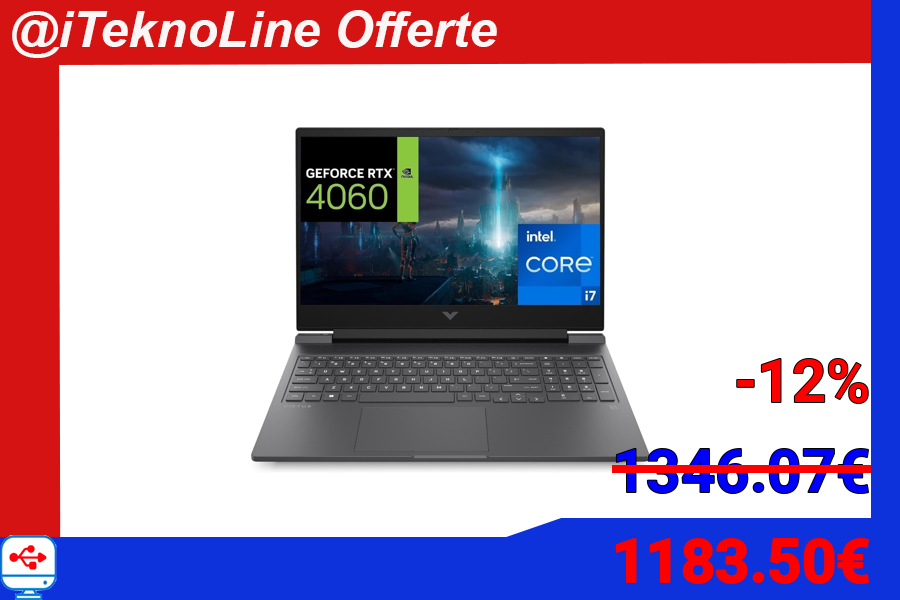 @iTeknoLine Offerte
GEFORCE RTX
4060
intel.
CORE
i7
-12%
1346.07€
1183.50€